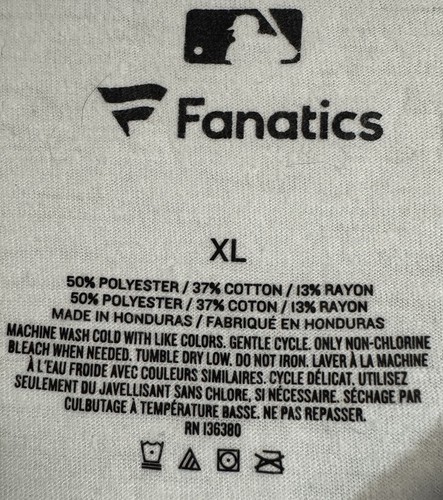 Fanatics
XL
50% POLYESTER / 37% COTTON / 13% RAYON
50% POLYESTER / 37% COTON / 13% RAYON
MADE IN HONDURAS / FABRIQUÉ EN HONDURAS
MACHINE WASH COLD WITH LIKE COLORS. GENTLE CYCLE. ONLY NON-CHLORINE
BLEACH WHEN NEEDED. TUMBLE DRY LOW. DO NOT IRON. LAVER À LA MACHINE
À L'EAU FROIDE AVEC COULEURS SIMILAIRES. CYCLE DÉLICAT. UTILISEZ
SEULEMENT DU JAVELLISANT SANS CHLORE, SI NÉCESSAIRE. SÉCHAGE PAR
CULBUTAGE À TEMPÉRATURE BASSE. NE PAS REPASSER.
RN 136380